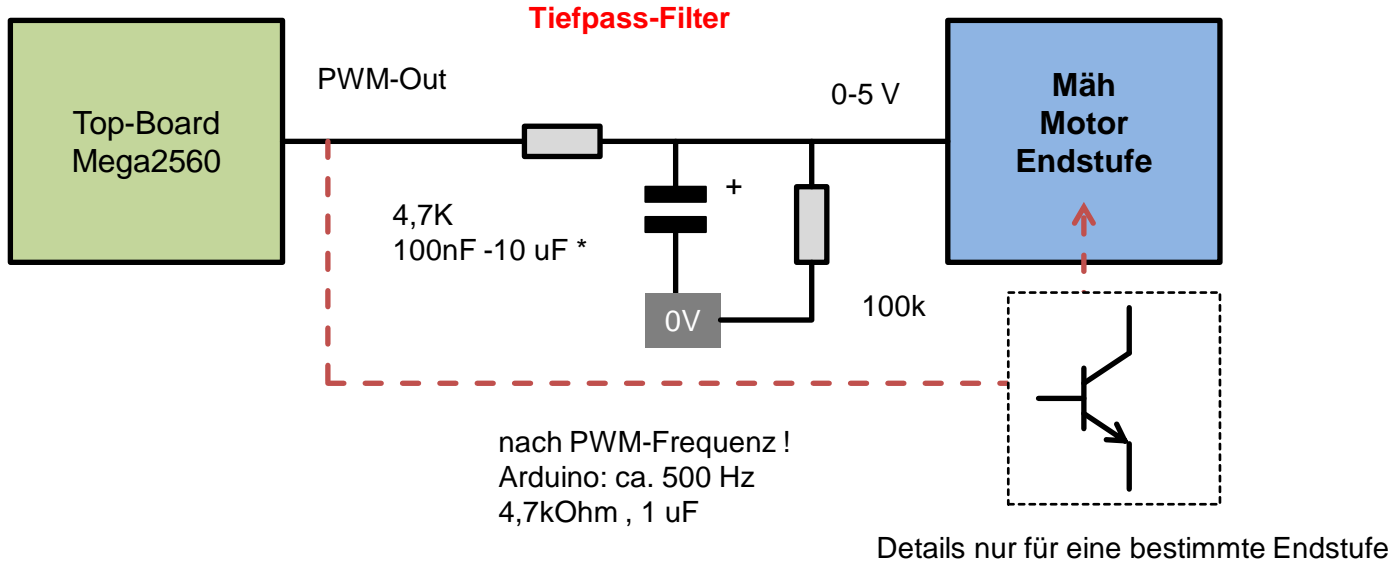 Tiefpass-Filter
Top-Board
Mega2560
PWM-Out
0-5 V
Mäh
Motor
Endstufe
+
4,7K
100nF -10 uF *
0V
100k
nach PWM-Frequenz !
Arduino: ca. 500 Hz
4,7kOhm , 1 uF
Details nur für eine bestimmte Endstufe